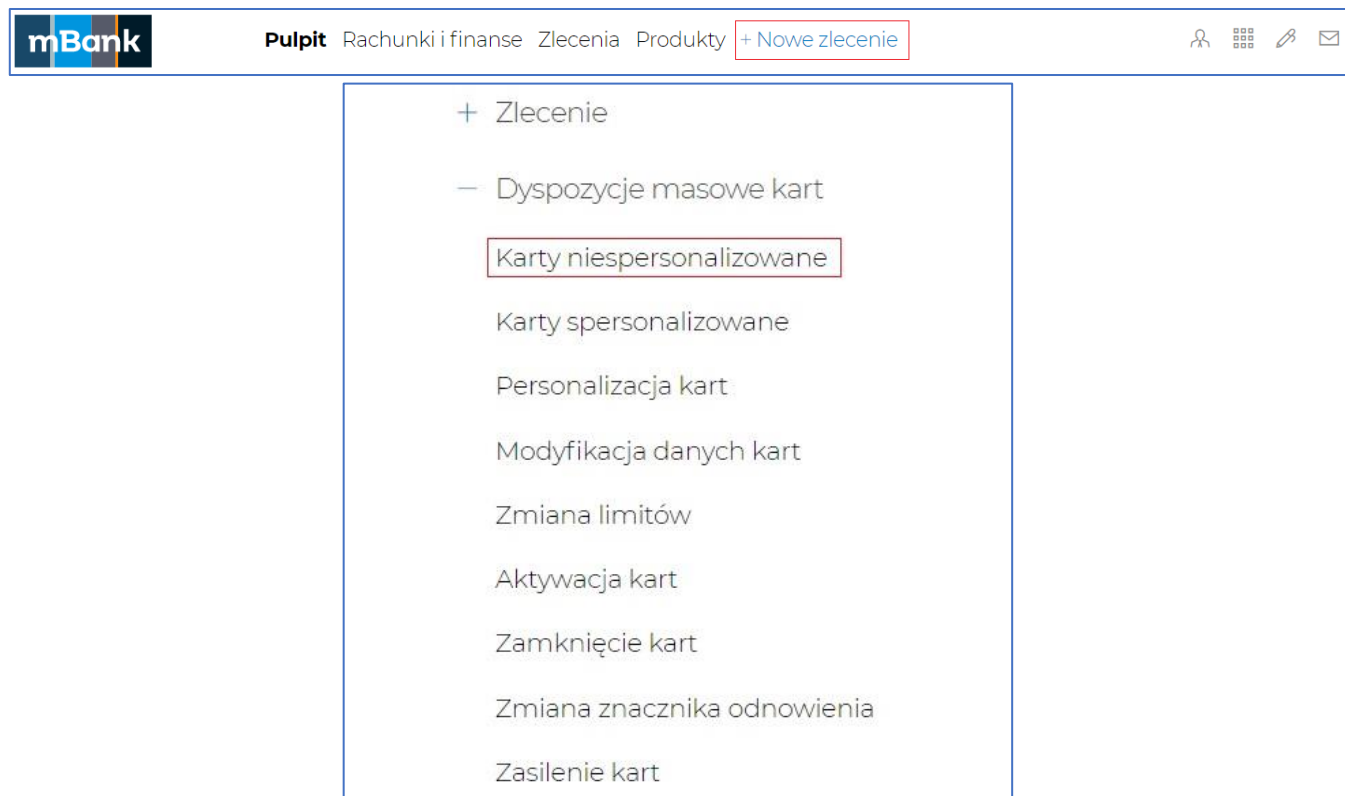 mBank Pulpit Rachunki i finanse Zlecenia Produkty + Nowe zlecenie
+ Zlecenie
– Dyspozycje masowe kart
Karty niespersonalizowane
Karty spersonalizowane
Personalizacja kart
Modyfikacja danych kart
Zmiana limitów
Aktywacja kart
Zamknięcie kart
Zmiana znacznika odnowienia
Zasilenie kart